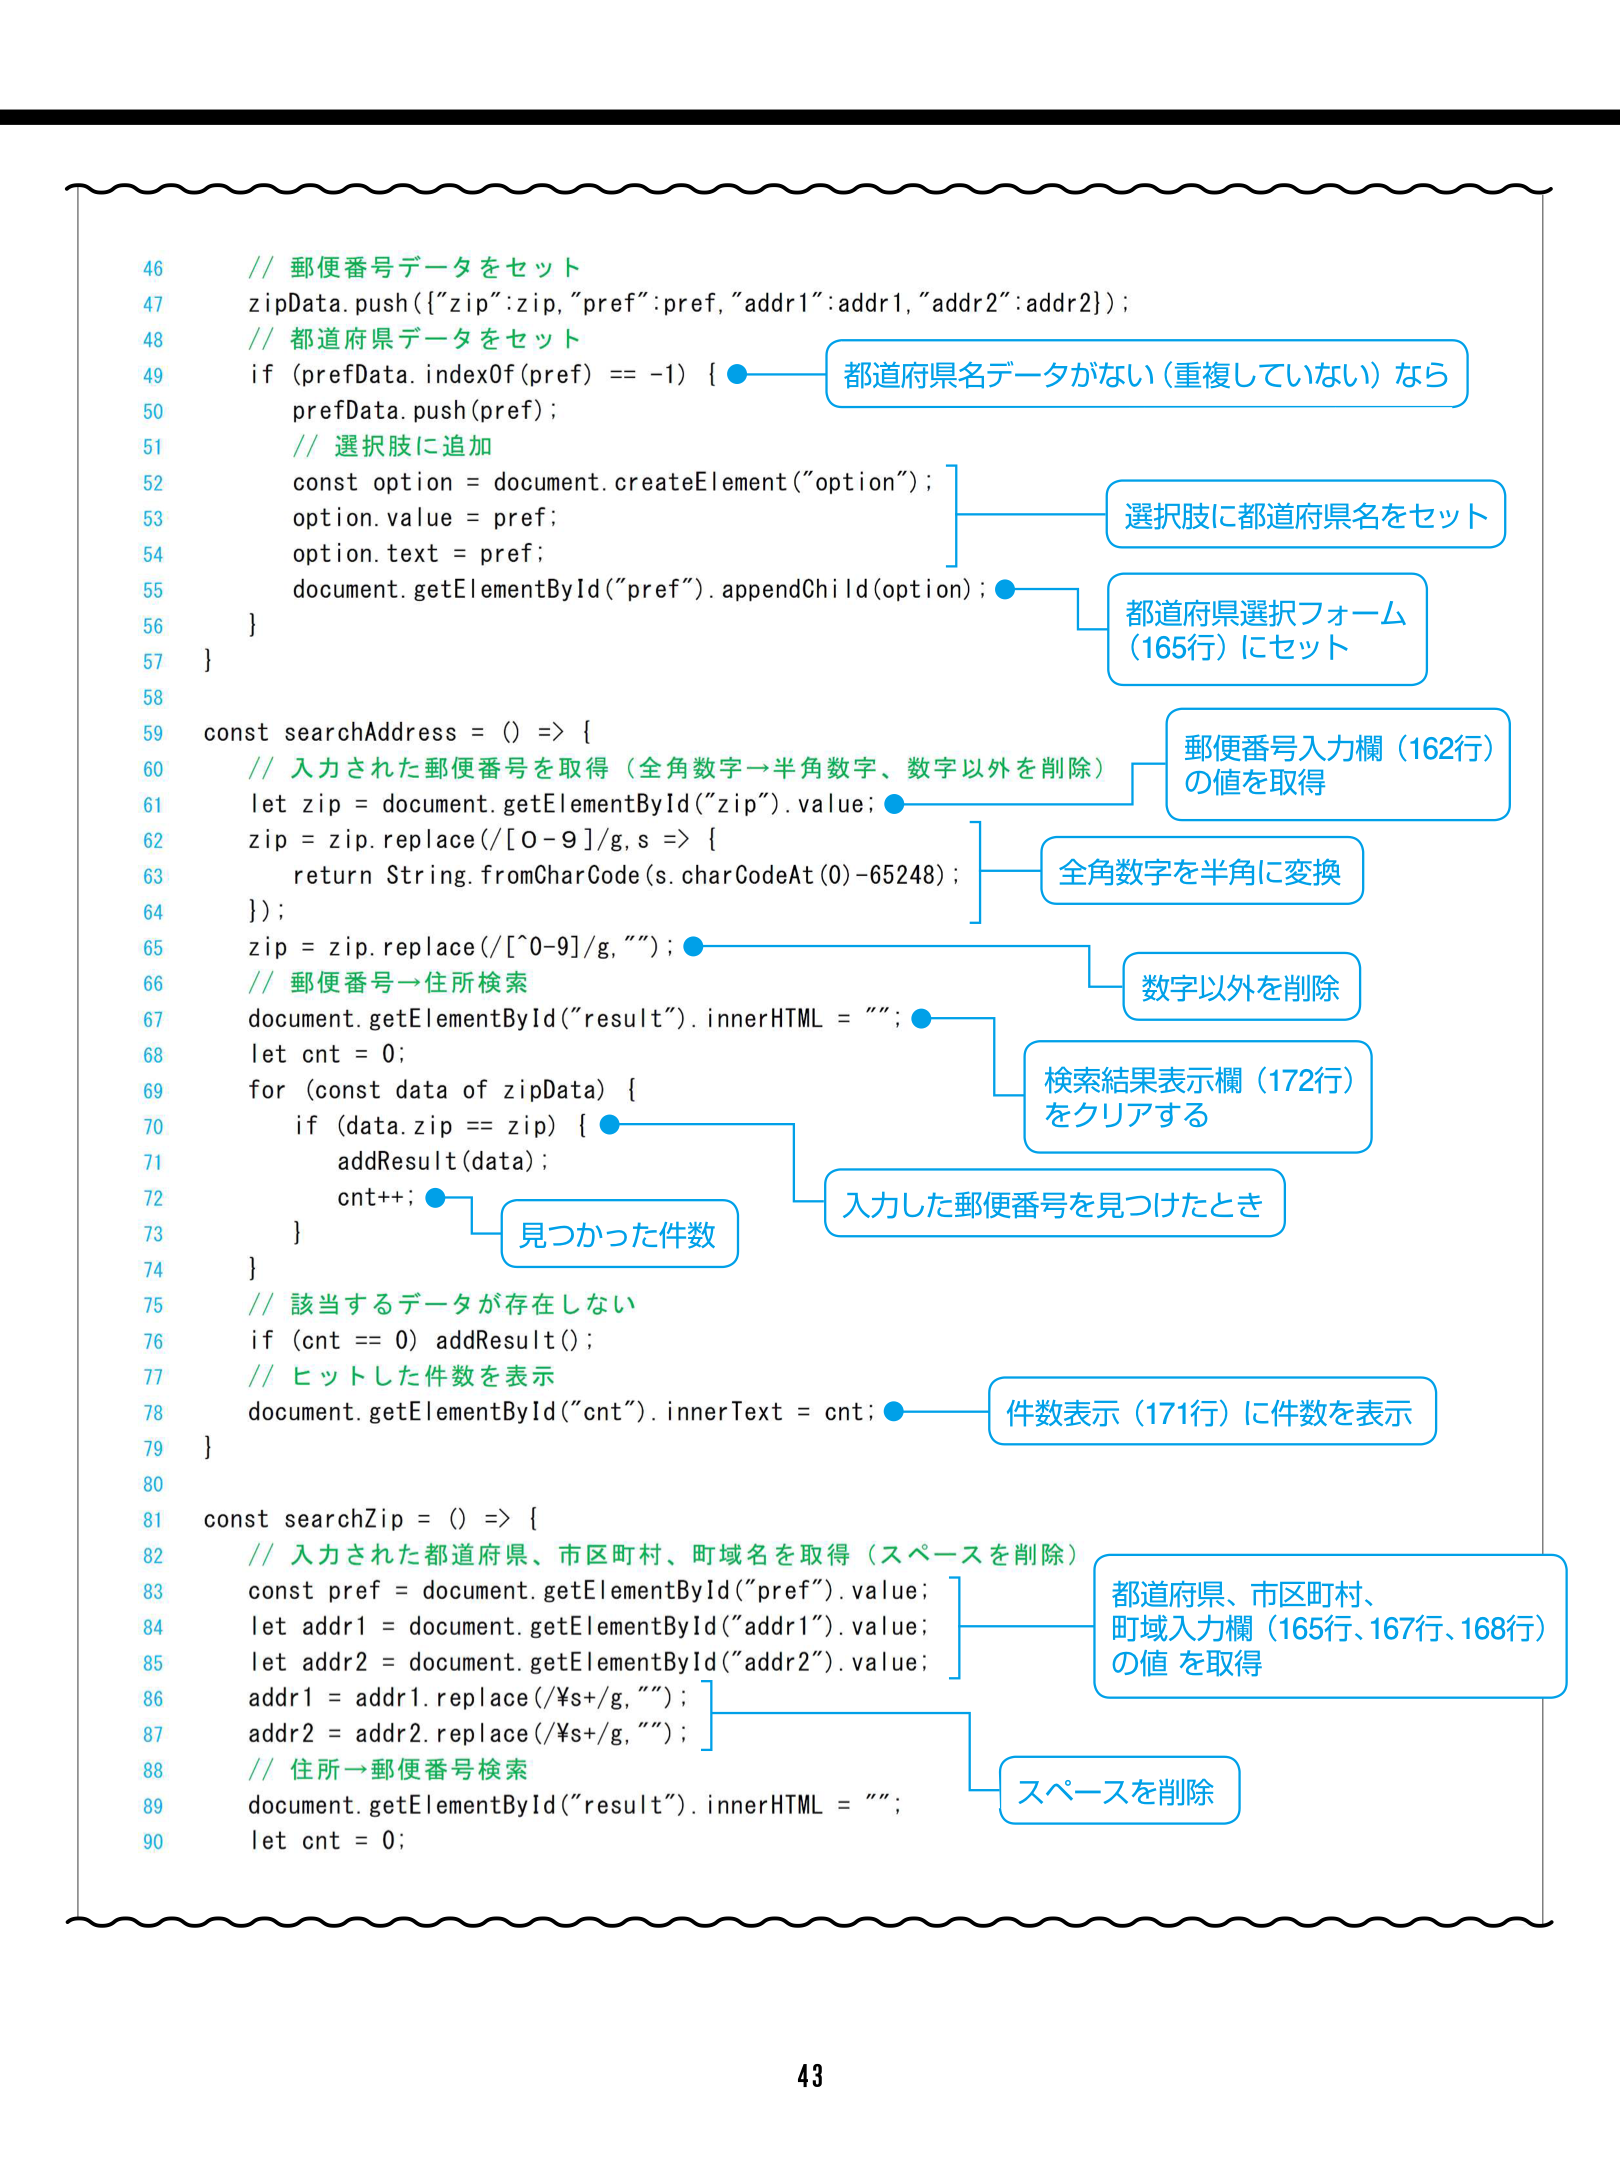 46 // 郵便番号データをセット
47 zipData.push({"zip":zip,"pref":pref,"addr1":addr1,"addr2":addr2});
48 // 都道府県データをセット
49 if (prefData.indexOf(pref) == -1) {
都道府県名データがない（重複していない）なら
50 prefData.push(pref);
51 // 選択肢に追加
52 const option = document.createElement("option");
53 option.value = pref;
選択肢に都道府県名をセット
54 option.text = pref;
55 document.getElementById("pref").appendChild(option);
都道府県選択フォーム
（165行）にセット
56 }
57 }
58
59 const searchAddress = () => {
60 // 入力された郵便番号を取得（全角数字→半角数字、数字以外を削除）
61 let zip = document.getElementById("zip").value;
郵便番号入力欄（162行）
の値を取得
62 zip = zip.replace(/[０-９]/g,s => {
63 return String.fromCharCode(s.charCodeAt(0)-65248);
全角数字を半角に変換
64 });
65 zip = zip.replace(/[^0-9]/g,"");
数字以外を削除
66 // 郵便番号→住所検索
67 document.getElementById("result").innerHTML = "";
検索結果表示欄（172行）
をクリアする
68 let cnt = 0;
69 for (const data of zipData) {
70 if (data.zip == zip) {
入力した郵便番号を見つけたとき
71 addResult(data);
72 cnt++;
見つかった件数
73 }
74 }
75 // 該当するデータが存在しない
76 if (cnt == 0) addResult();
77 // ヒットした件数を表示
78 document.getElementById("cnt").innerText = cnt;
件数表示（171行）に件数を表示
79 }
80
81 const searchZip = () => {
82 // 入力された都道府県、市区町村、町域名を取得（スペースを削除）
83 const pref = document.getElementById("pref").value;
84 let addr1 = document.getElementById("addr1").value;
85 let addr2 = document.getElementById("addr2").value;
都道府県、市区町村、
町域入力欄（165行、167行、168行）
の値 を取得
86 addr1 = addr1.replace(/¥s+/g,"");
87 addr2 = addr2.replace(/¥s+/g,"");
スペースを削除
88 // 住所→郵便番号検索
89 document.getElementById("result").innerHTML = "";
90 let cnt = 0;
43